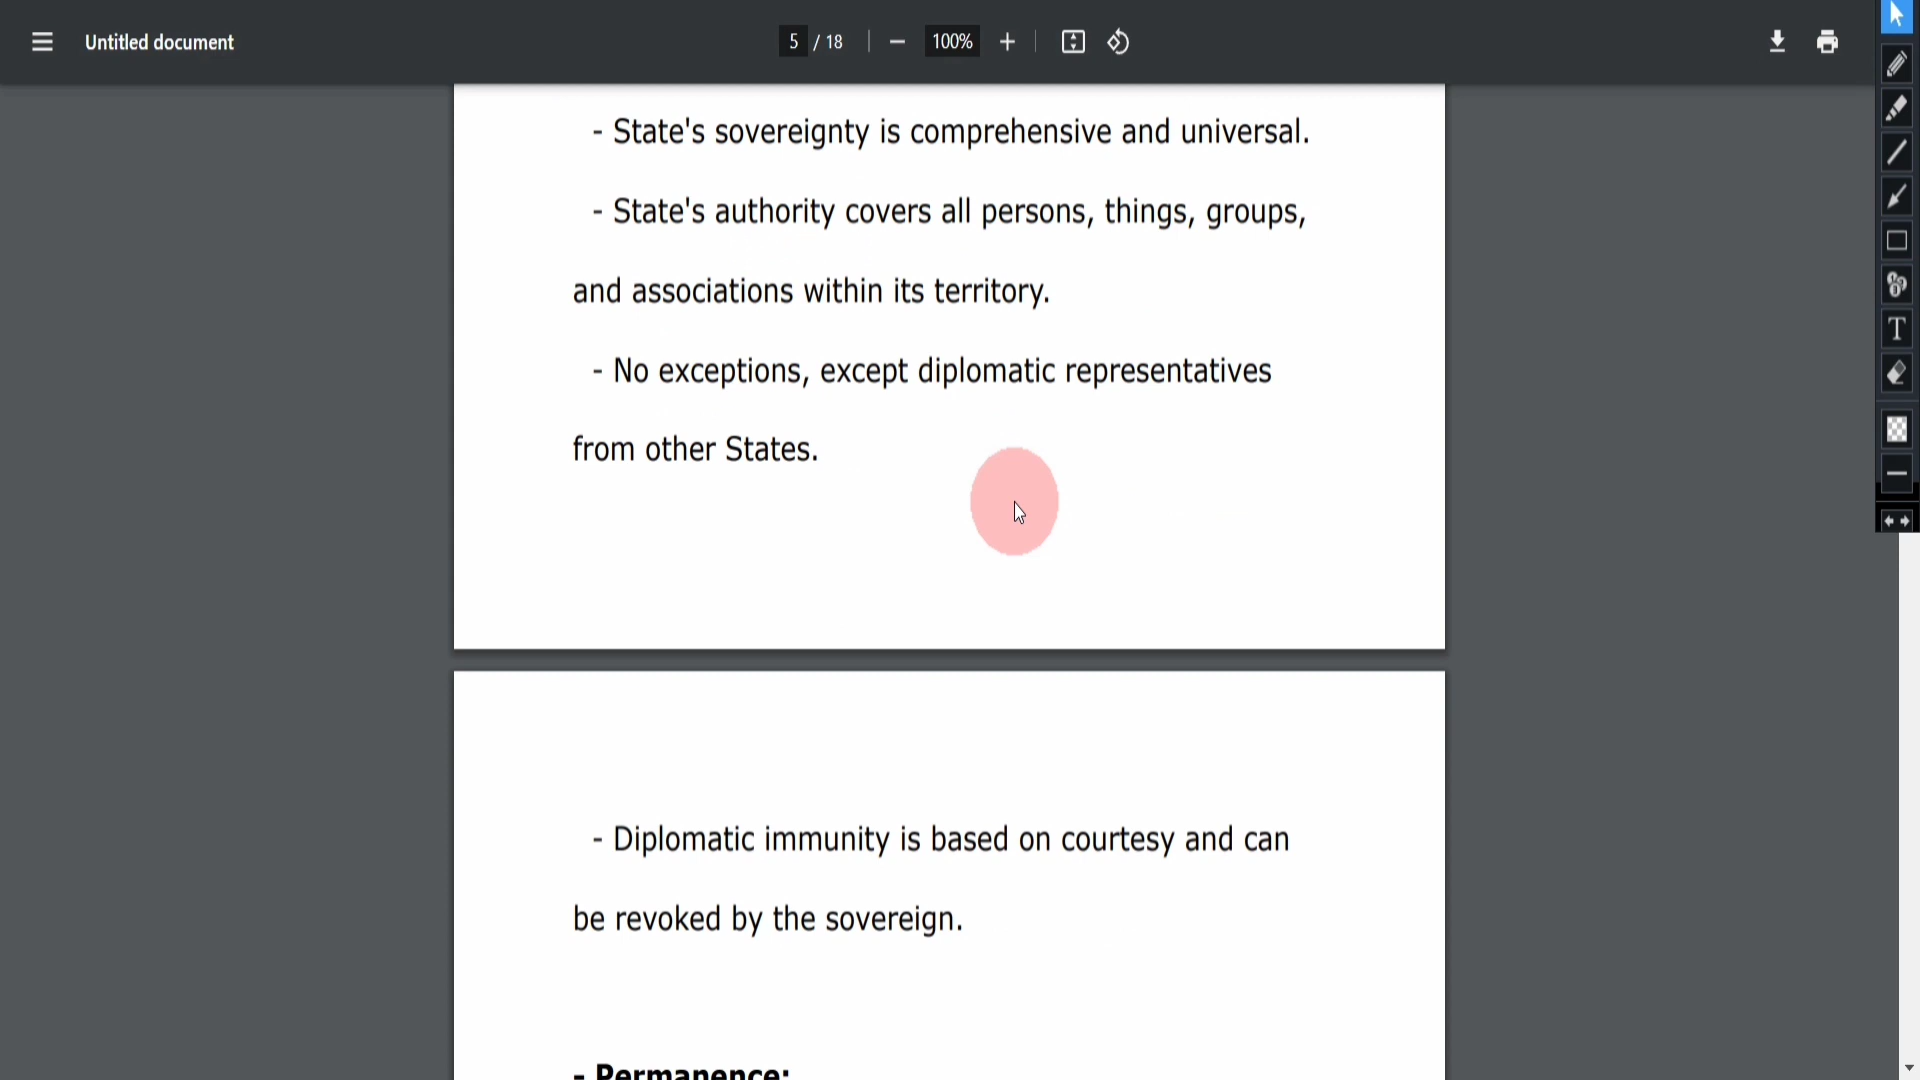 Untitled document
5 / 18
100%
- State's sovereignty is comprehensive and universal.
- State's authority covers all persons, things, groups,
and associations within its territory.
- No exceptions, except diplomatic representatives
from other States.
- Diplomatic immunity is based on courtesy and can
be revoked by the sovereign.
- Permanence: